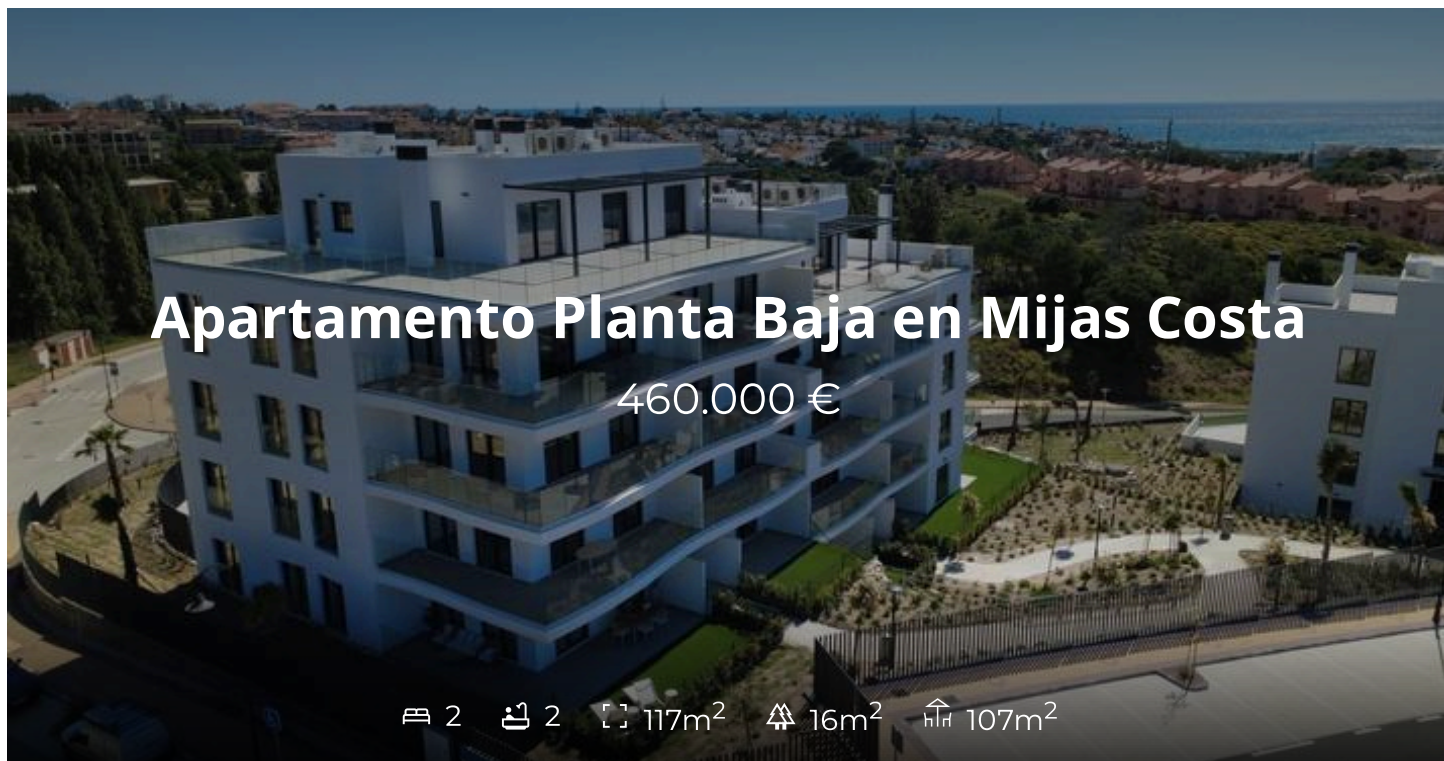 Apartamento Planta Baja en Mijas Costa
460.000 €
2 2 117m² 16m² 107m²